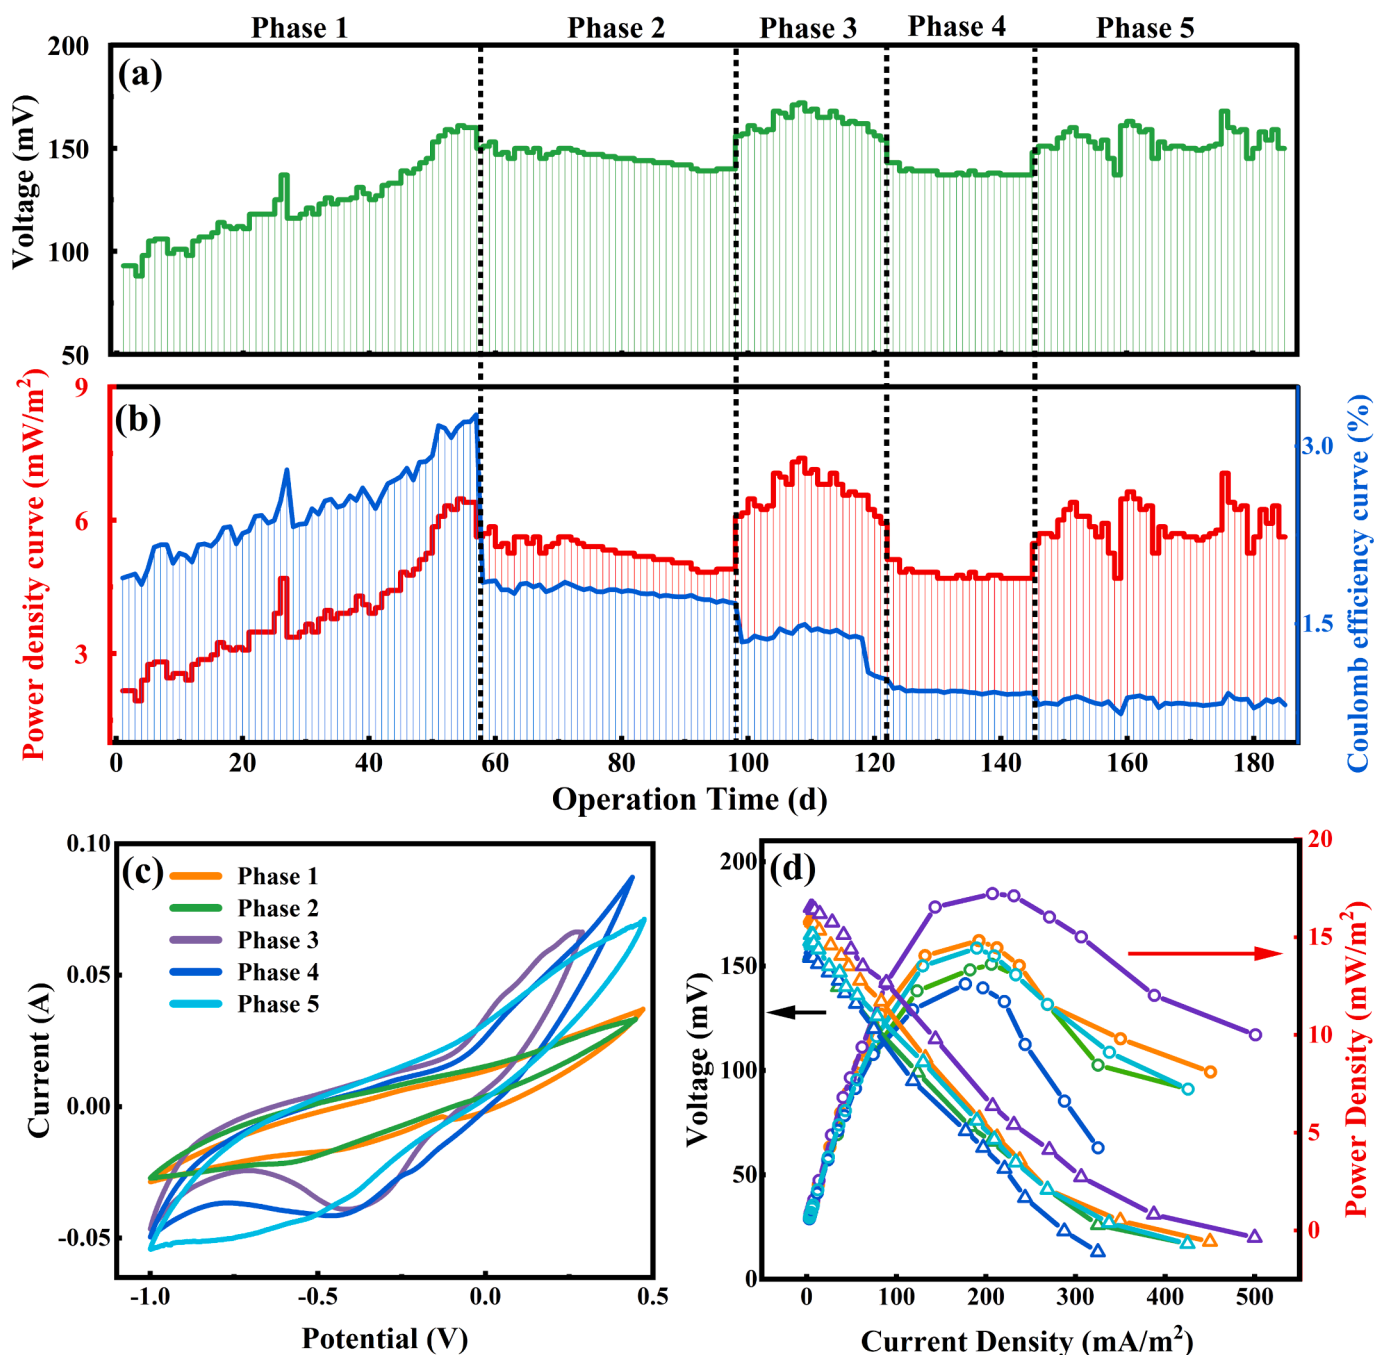 Phase 1 Phase 2 Phase 3 Phase 4 Phase 5
(a)
Voltage (mV)
200
150
100
50
(b)
Power density curve (mW/m²)
9
6
3
Coulomb efficiency curve (%)
3.0
1.5
0 20 40 60 80 100 120 140 160 180
Operation Time (d)
(c)
Phase 1
Phase 2
Phase 3
Phase 4
Phase 5
Current (A)
0.10
0.05
0.00
-0.05
-1.0 -0.5 0.0 0.5
Potential (V)
(d)
Voltage (mV)
200
150
100
50
0
Power Density (mW/m²)
20
15
10
5
0
0 100 200 300 400 500
Current Density (mA/m²)